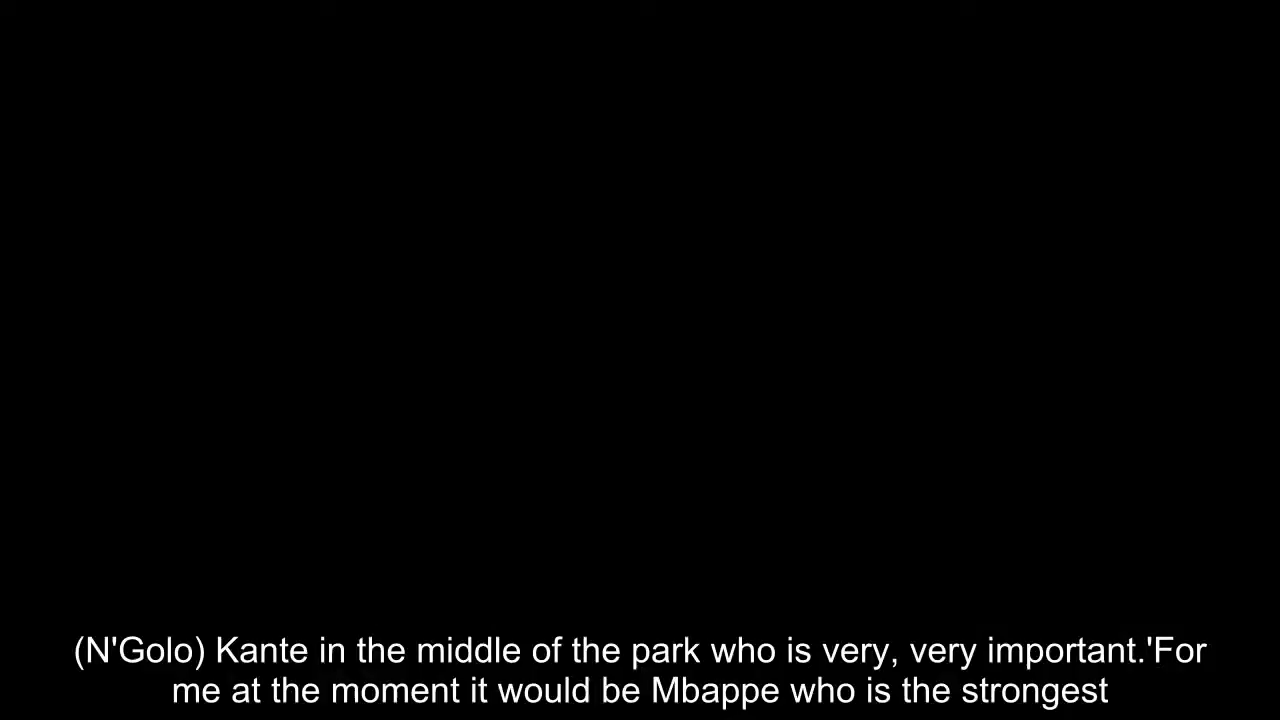 (N'Golo) Kante in the middle of the park who is very, very important.'For
me at the moment it would be Mbappe who is the strongest